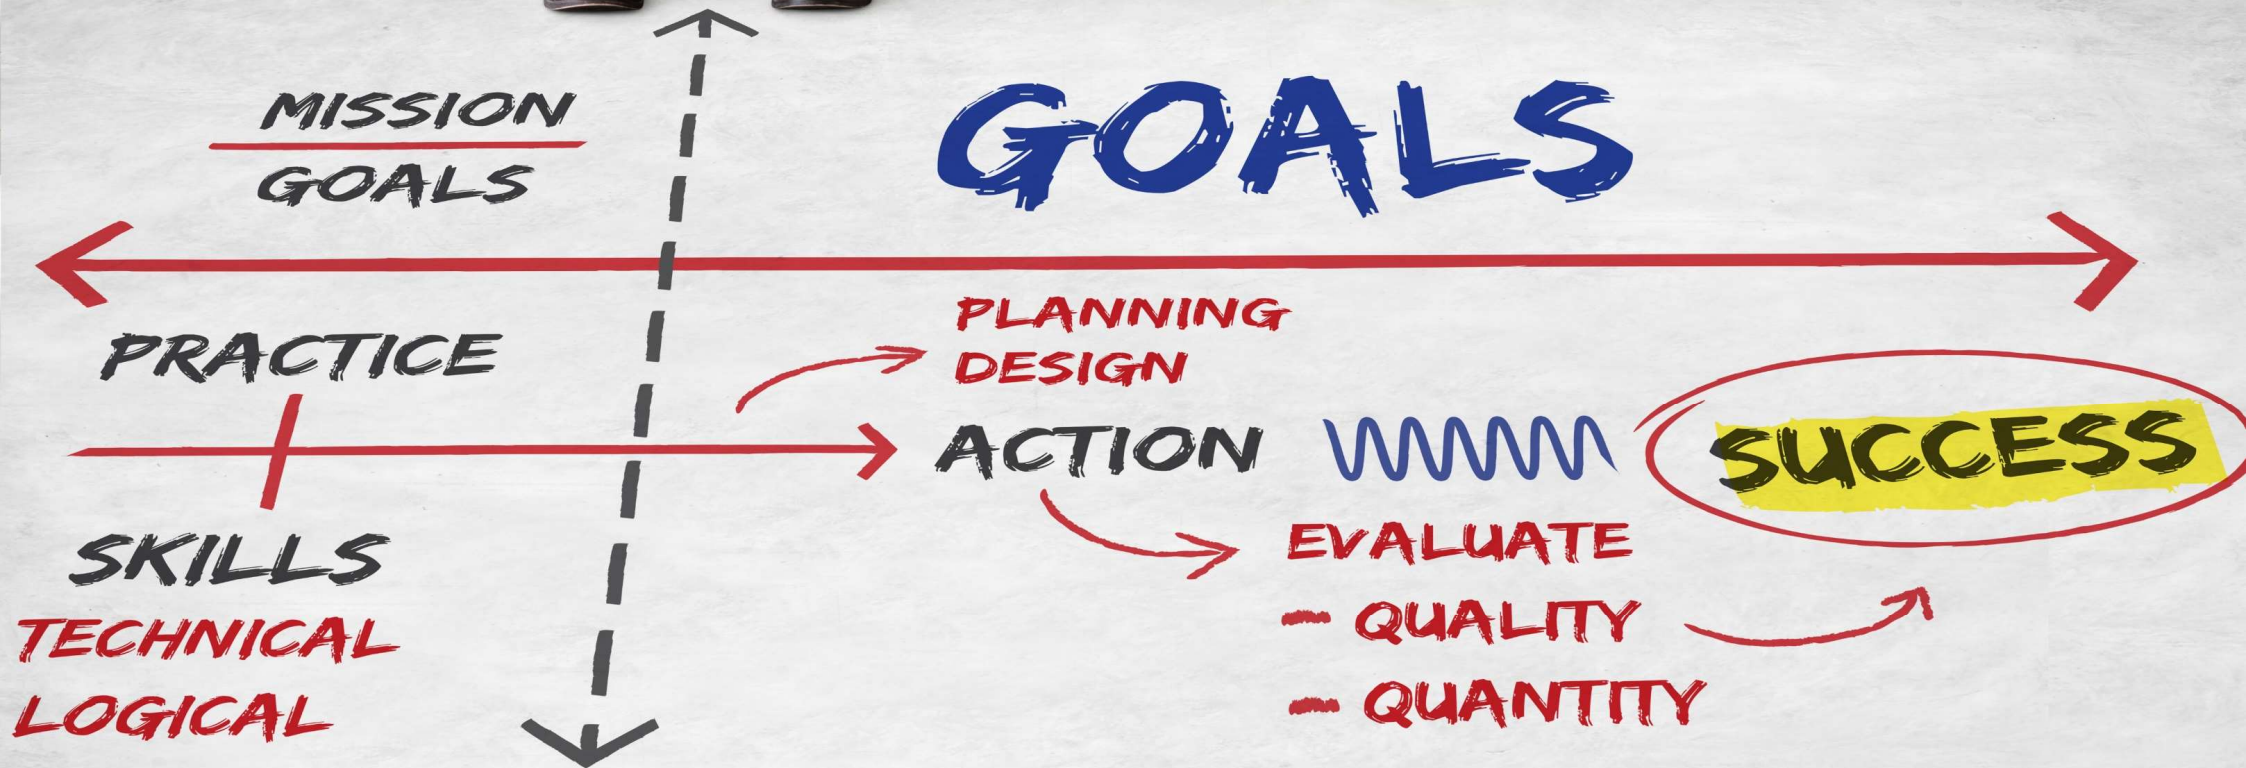 MISSION
GOALS
GOALS
PRACTICE
PLANNING
DESIGN
ACTION
SUCCESS
SKILLS
TECHNICAL
LOGICAL
EVALUATE
- QUALITY
- QUANTITY